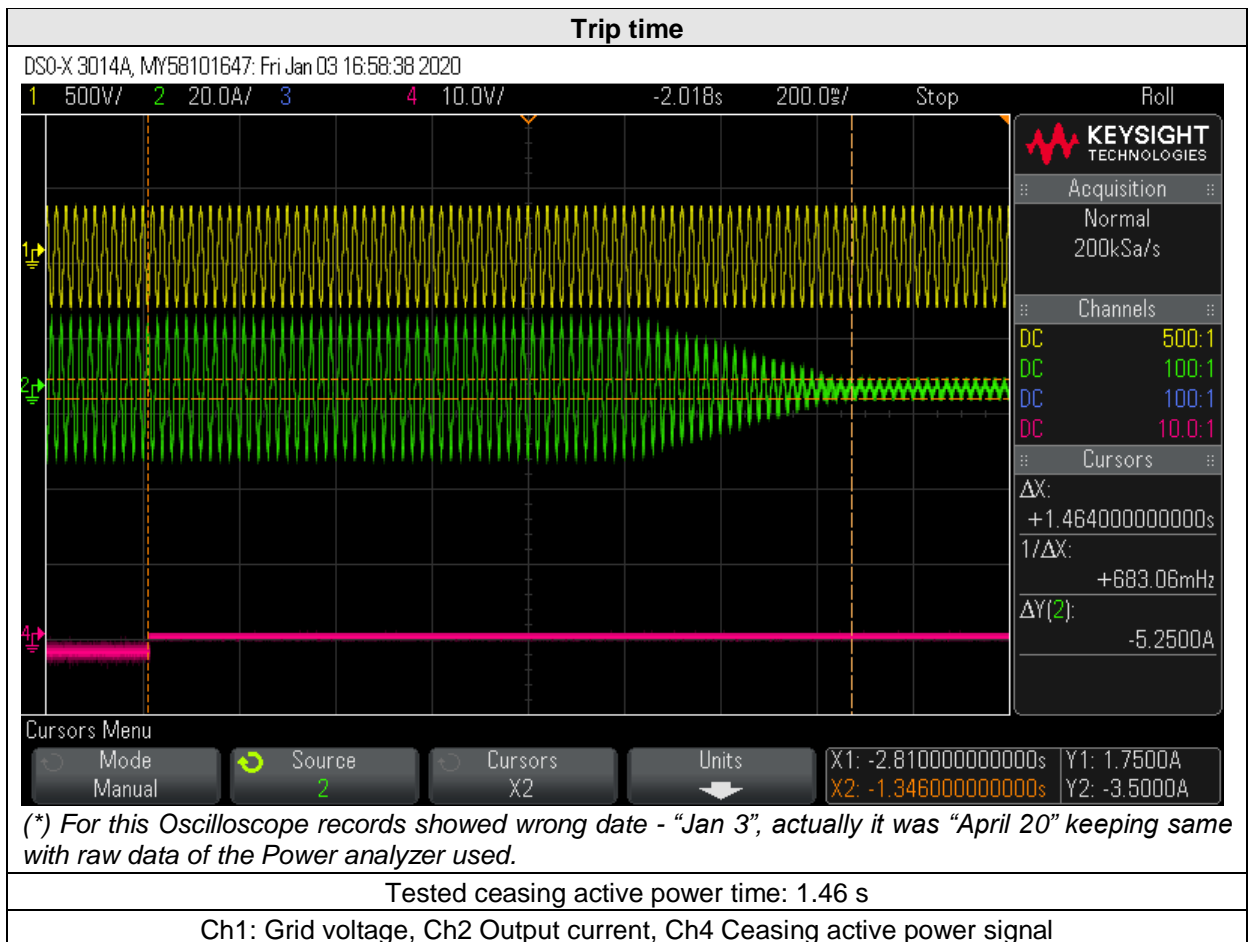 Trip time
DSO-X 3014A, MY58101647: Fri Jan 03 16:58:38 2020
1 500V/ 2 20.0A/ 3 4 10.0V/ -2.018s 200.0ms/ Stop Roll
KEYSIGHT
TECHNOLOGIES
Acquisition
Normal
200kSa/s
Channels
DC 500:1
DC 100:1
DC 100:1
DC 10.0:1
Cursors
ΔX:
+1.464000000000s
1/ΔX:
+683.06mHz
ΔY(2):
-5.2500A
1
2
4
Cursors Menu
Mode
Manual
Source
2
Cursors
X2
Units
X1: -2.810000000000s Y1: 1.7500A
X2: -1.346000000000s Y2: -3.5000A
(*) For this Oscilloscope records showed wrong date - “Jan 3”, actually it was “April 20” keeping same
with raw data of the Power analyzer used.
Tested ceasing active power time: 1.46 s
Ch1: Grid voltage, Ch2 Output current, Ch4 Ceasing active power signal